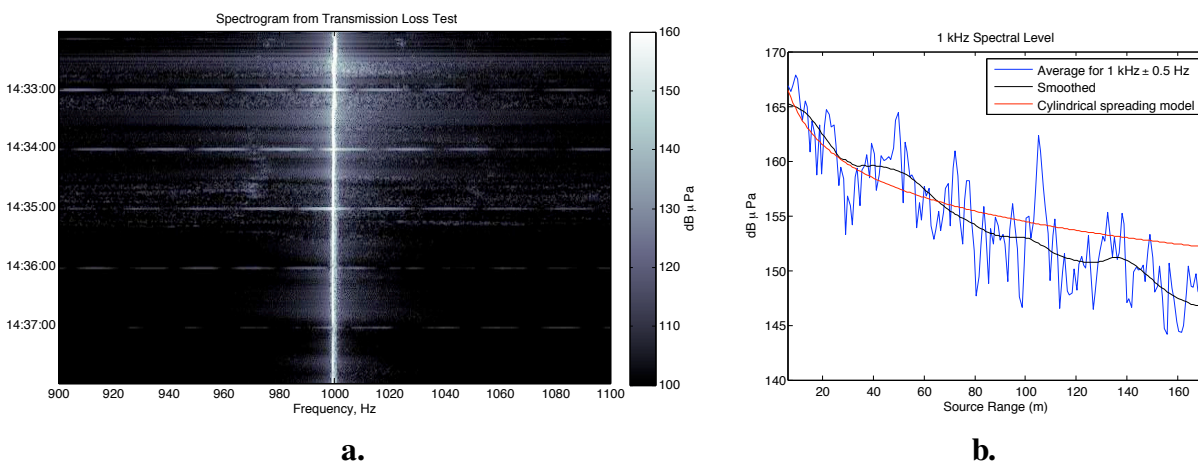 Spectrogram from Transmission Loss Test
14:33:00
14:34:00
14:35:00
14:36:00
14:37:00
900 920 940 960 980 1000 1020 1040 1060 1080 1100
Frequency, Hz
160
150
140
130
120
110
100
dB μ Pa
a.
1 kHz Spectral Level
Average for 1 kHz ± 0.5 Hz
Smoothed
Cylindrical spreading model
170
165
160
155
150
145
140
dB μ Pa
20 40 60 80 100 120 140 160
Source Range (m)
b.